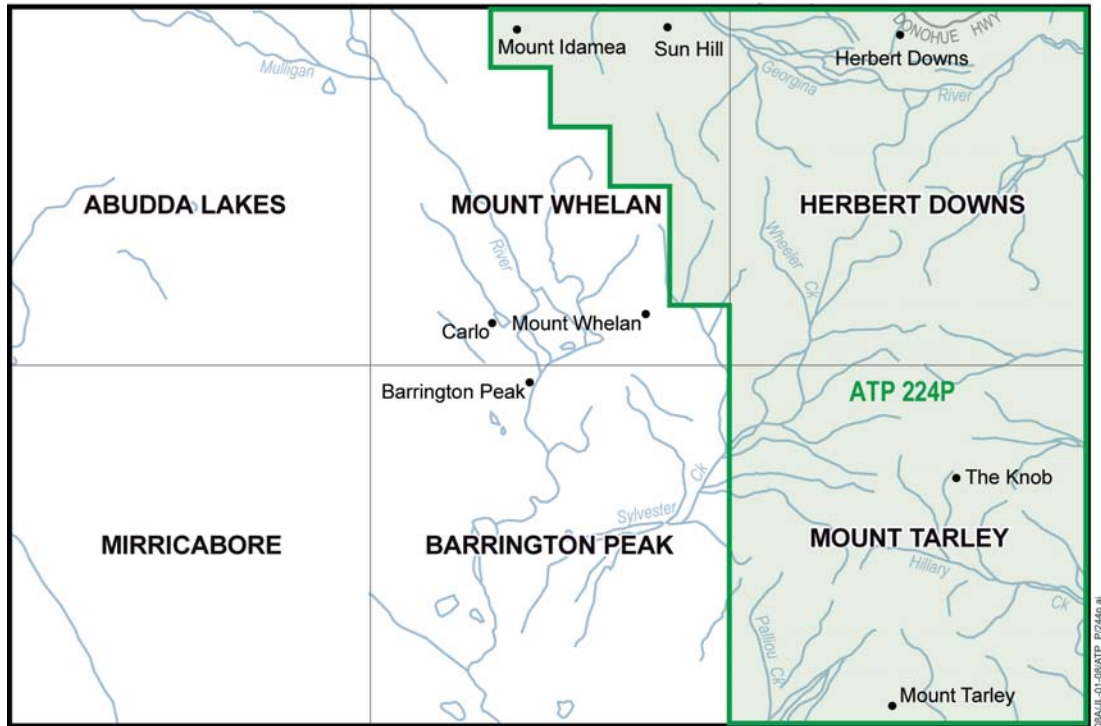 DONOHUE HWY
Mount Idamea
Sun Hill
Herbert Downs
Mulligan
Georgina
River
ABUDDA LAKES
MOUNT WHELAN
HERBERT DOWNS
River
Wheeler
Ck
Carlo
Mount Whelan
Barrington Peak
ATP 224P
Ck
The Knob
Sylvester
MIRRICABORE
BARRINGTON PEAK
MOUNT TARLEY
Hillary
Ck
Palliou Ck
Mount Tarley